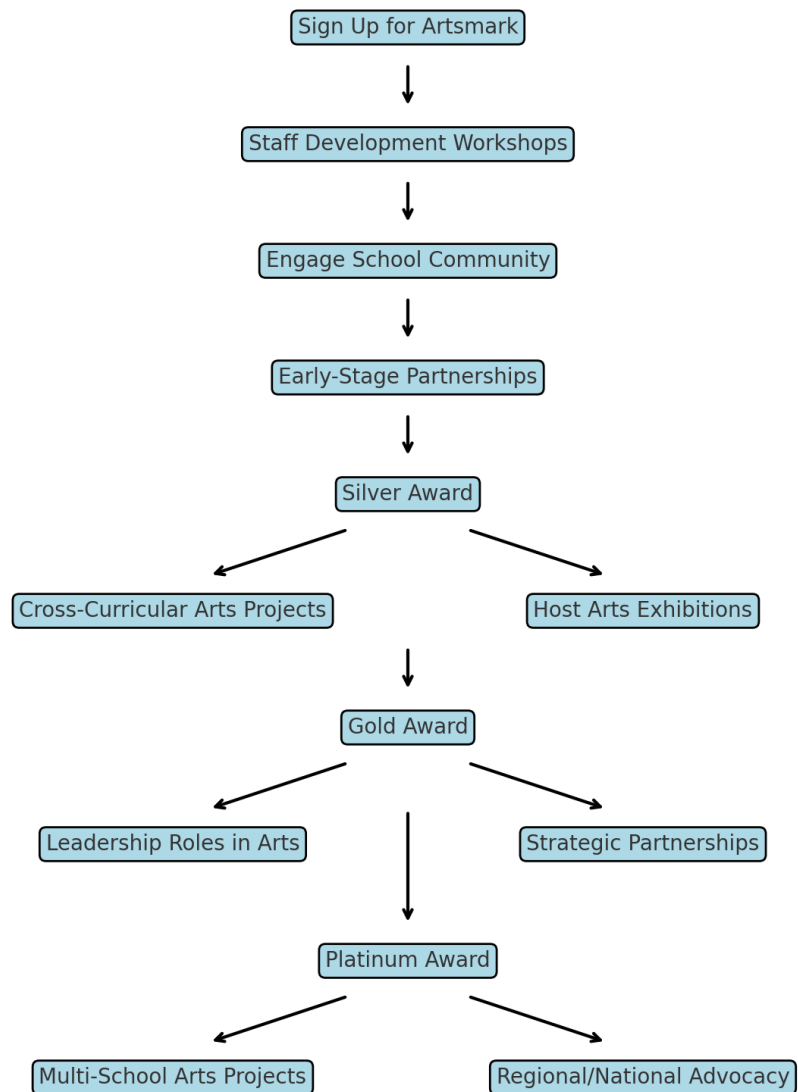 Sign Up for Artsmark
Staff Development Workshops
Engage School Community
Early-Stage Partnerships
Silver Award
Cross-Curricular Arts Projects
Host Arts Exhibitions
Gold Award
Leadership Roles in Arts
Strategic Partnerships
Platinum Award
Multi-School Arts Projects
Regional/National Advocacy